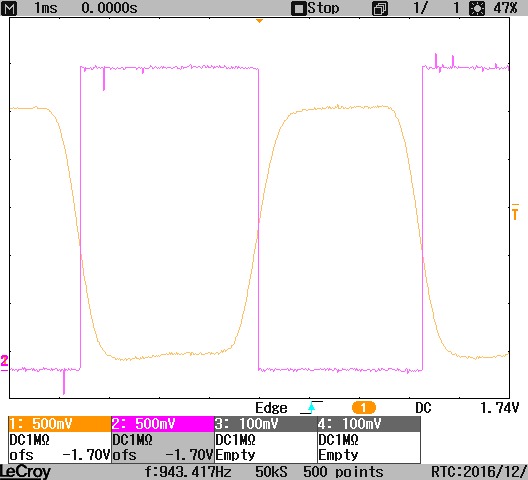 M 1ms 0.0000s Stop 1/ 1 47%
T
2
Edge 1 DC 1.74V
1: 500mV 2: 500mV 3: 100mV 4: 100mV
DC1MΩ DC1MΩ DC1MΩ DC1MΩ
ofs -1.70V ofs -1.70V Empty Empty
LeCroy f:943.417Hz 50kS 500 points RTC:2016/12/